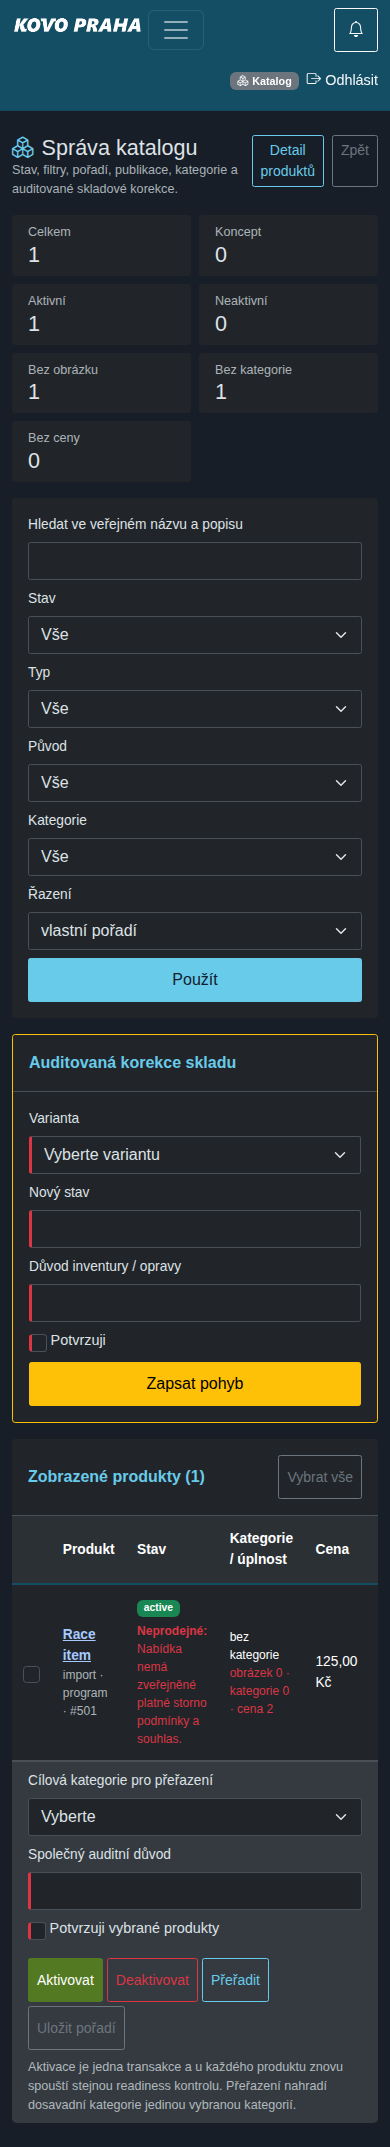 KOVO PRAHA
Katalog
Odhlásit
Správa katalogu
Stav, filtry, pořadí, publikace, kategorie a
auditované skladové korekce.
Detail
produktů
Zpět
Celkem
1
Koncept
0
Aktivní
1
Neaktivní
0
Bez obrázku
1
Bez kategorie
1
Bez ceny
0
Hledat ve veřejném názvu a popisu
Stav
Vše
Typ
Vše
Původ
Vše
Kategorie
Vše
Řazení
vlastní pořadí
Použít
Auditovaná korekce skladu
Varianta
Vyberte variantu
Nový stav
Důvod inventury / opravy
Potvrzuji
Zapsat pohyb
Zobrazené produkty (1)
Vybrat vše
Produkt
Stav
Kategorie
/ úplnost
Cena
Race
item
import ·
program
· #501
active
Neprodejné:
Nabídka
nemá
zveřejněné
platné storno
podmínky a
souhlas.
bez
kategorie
obrázek 0 ·
kategorie 0
· cena 2
125,00
Kč
Cílová kategorie pro přeřazení
Vyberte
Společný auditní důvod
Potvrzuji vybrané produkty
Aktivovat
Deaktivovat
Přeřadit
Uložit pořadí
Aktivace je jedna transakce a u každého produktu znovu
spouští stejnou readiness kontrolu. Přeřazení nahradí
dosavadní kategorie jedinou vybranou kategorií.